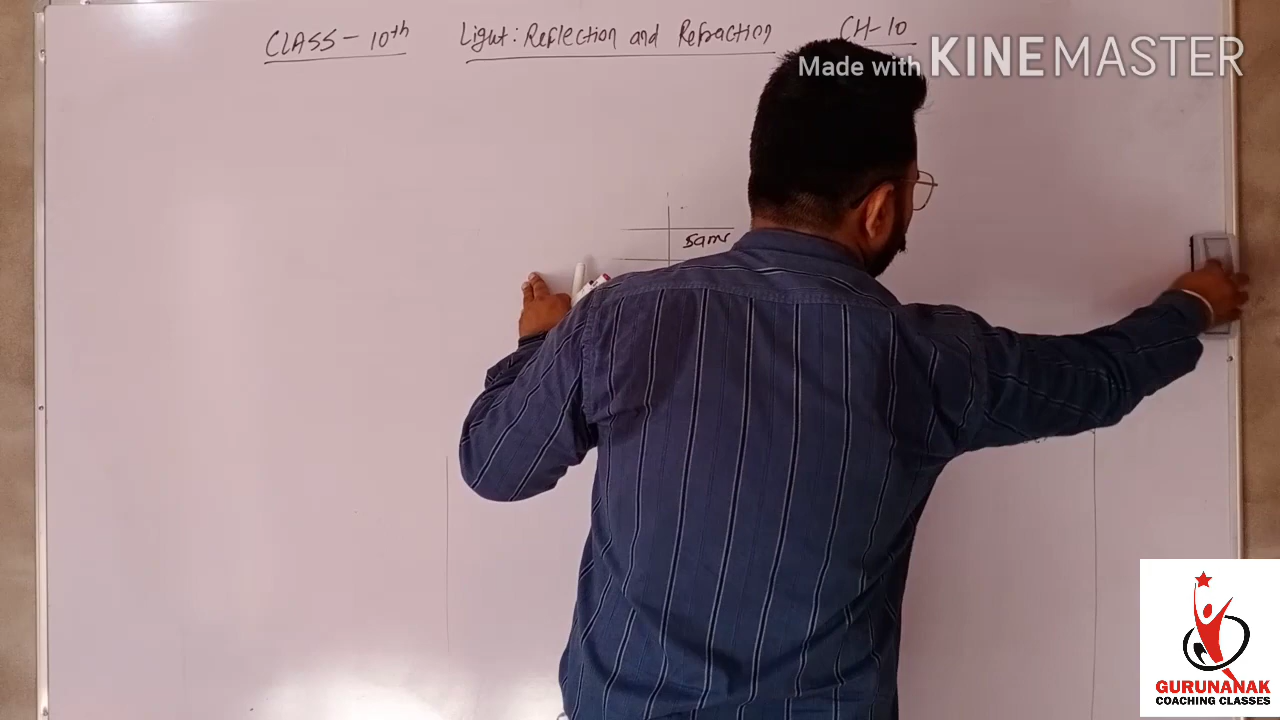 CLASS - 10th Light: Reflection and Refraction CH-10
Made with KINEMASTER
Same
GURUNANAK
COACHING CLASSES